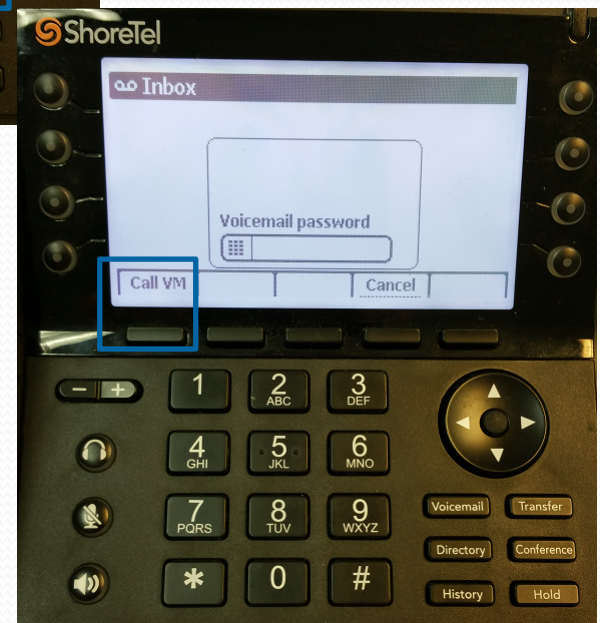 ShoreTel
Inbox
Voicemail password
Call VM
Cancel
− +
1
2
ABC
3
DEF
4
GHI
5
JKL
6
MNO
7
PQRS
8
TUV
9
WXYZ
*
0
#
Voicemail
Transfer
Directory
Conference
History
Hold